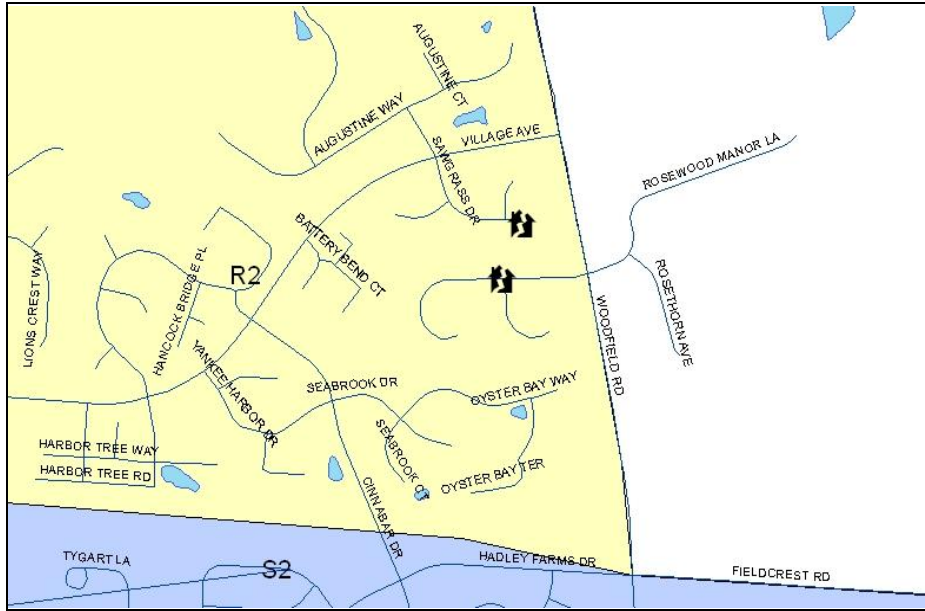 AUGUSTINE CT
AUGUSTINE WAY
VILLAGE AVE
SAWGRASS DR
ROSEWOOD MANOR LA
BATTERY BEND CT
LIONS CREST WAY
HANCOCK BRIDGE PL
R2
ROSETHORN AVE
WOODFIELD RD
YANKEE HARBOR DR
SEABROOK DR
OYSTER BAY WAY
SEABROOK CT
HARBOR TREE WAY
HARBOR TREE RD
OYSTER BAY TER
CINNABAR DR
TYGART LA
S2
HADLEY FARMS DR
FIELDCREST RD